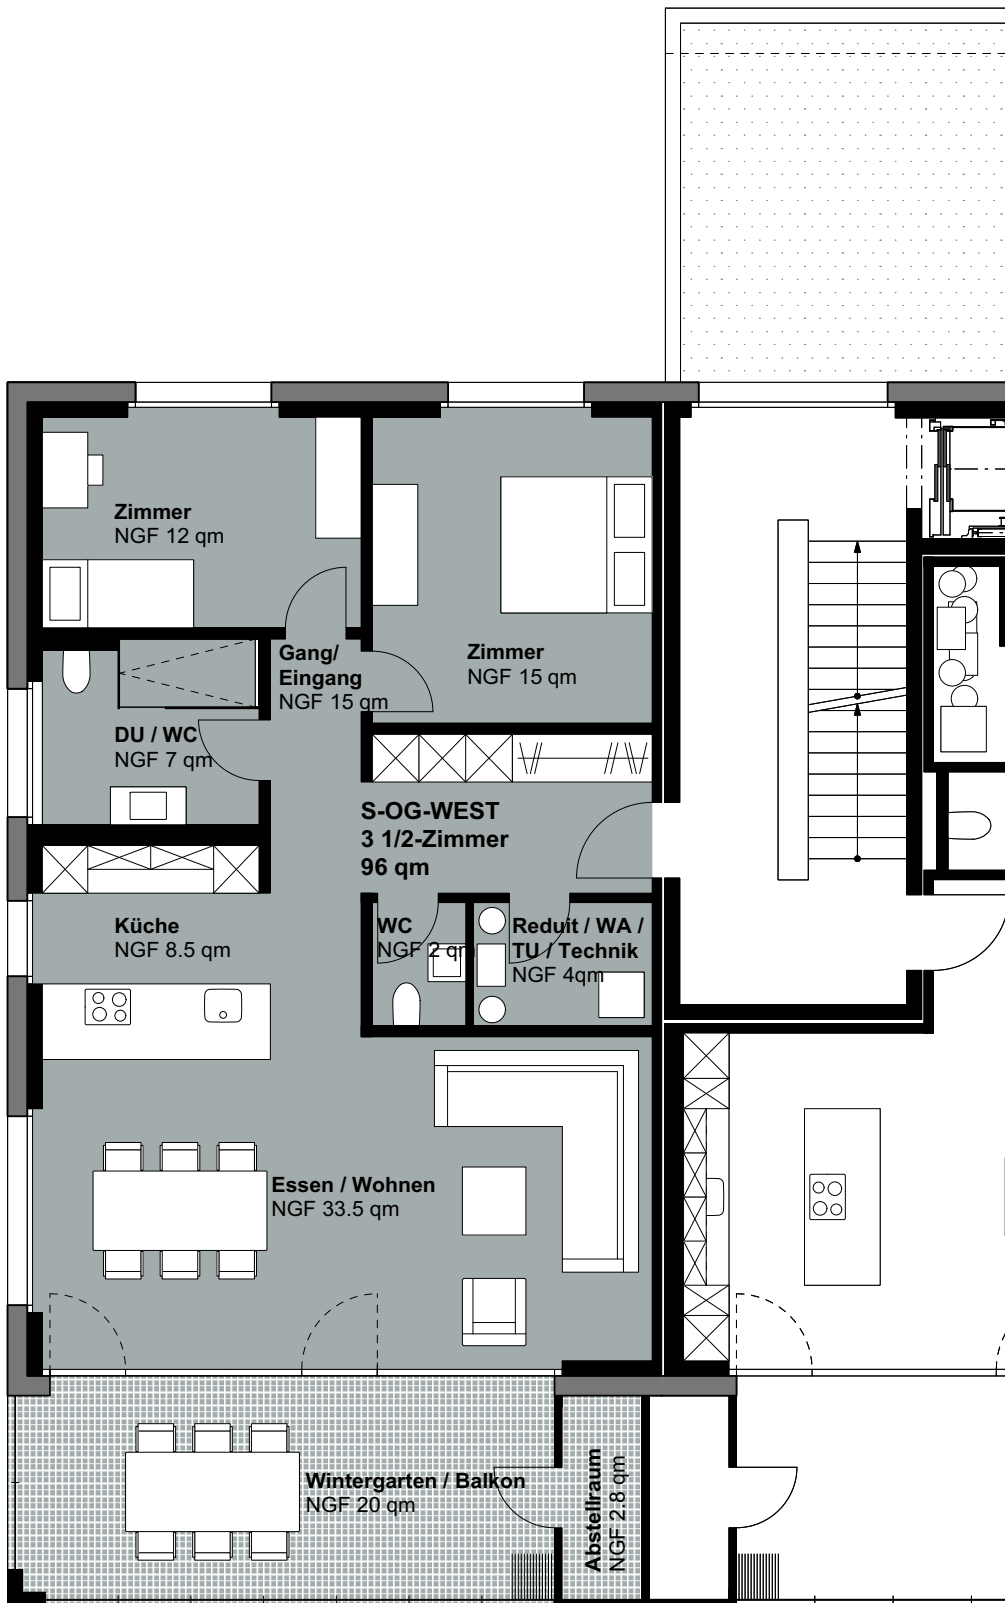 Zimmer
NGF 12 qm
Gang/
Eingang
NGF 15 qm
Zimmer
NGF 15 qm
DU / WC
NGF 7 qm
S-OG-WEST
3 1/2-Zimmer
96 qm
Küche
NGF 8.5 qm
WC
NGF 2 qm
Reduit / WA /
TU / Technik
NGF 4qm
Essen / Wohnen
NGF 33.5 qm
Wintergarten / Balkon
NGF 20 qm
Abstellraum
NGF 2.8 qm